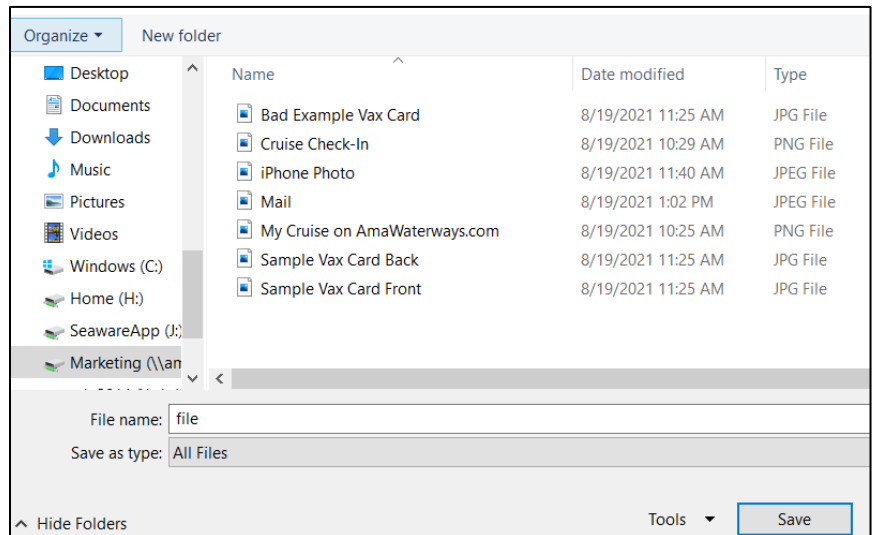 Organize New folder
Name Date modified Type
Desktop
Documents
Downloads
Music
Pictures
Videos
Windows (C:)
Home (H:)
SeawareApp (J:)
Marketing (\\am
Bad Example Vax Card 8/19/2021 11:25 AM JPG File
Cruise Check-In 8/19/2021 10:29 AM PNG File
iPhone Photo 8/19/2021 11:40 AM JPEG File
Mail 8/19/2021 1:02 PM JPEG File
My Cruise on AmaWaterways.com 8/19/2021 10:25 AM PNG File
Sample Vax Card Back 8/19/2021 11:25 AM JPG File
Sample Vax Card Front 8/19/2021 11:25 AM JPG File
File name: file
Save as type: All Files
Hide Folders Tools Save